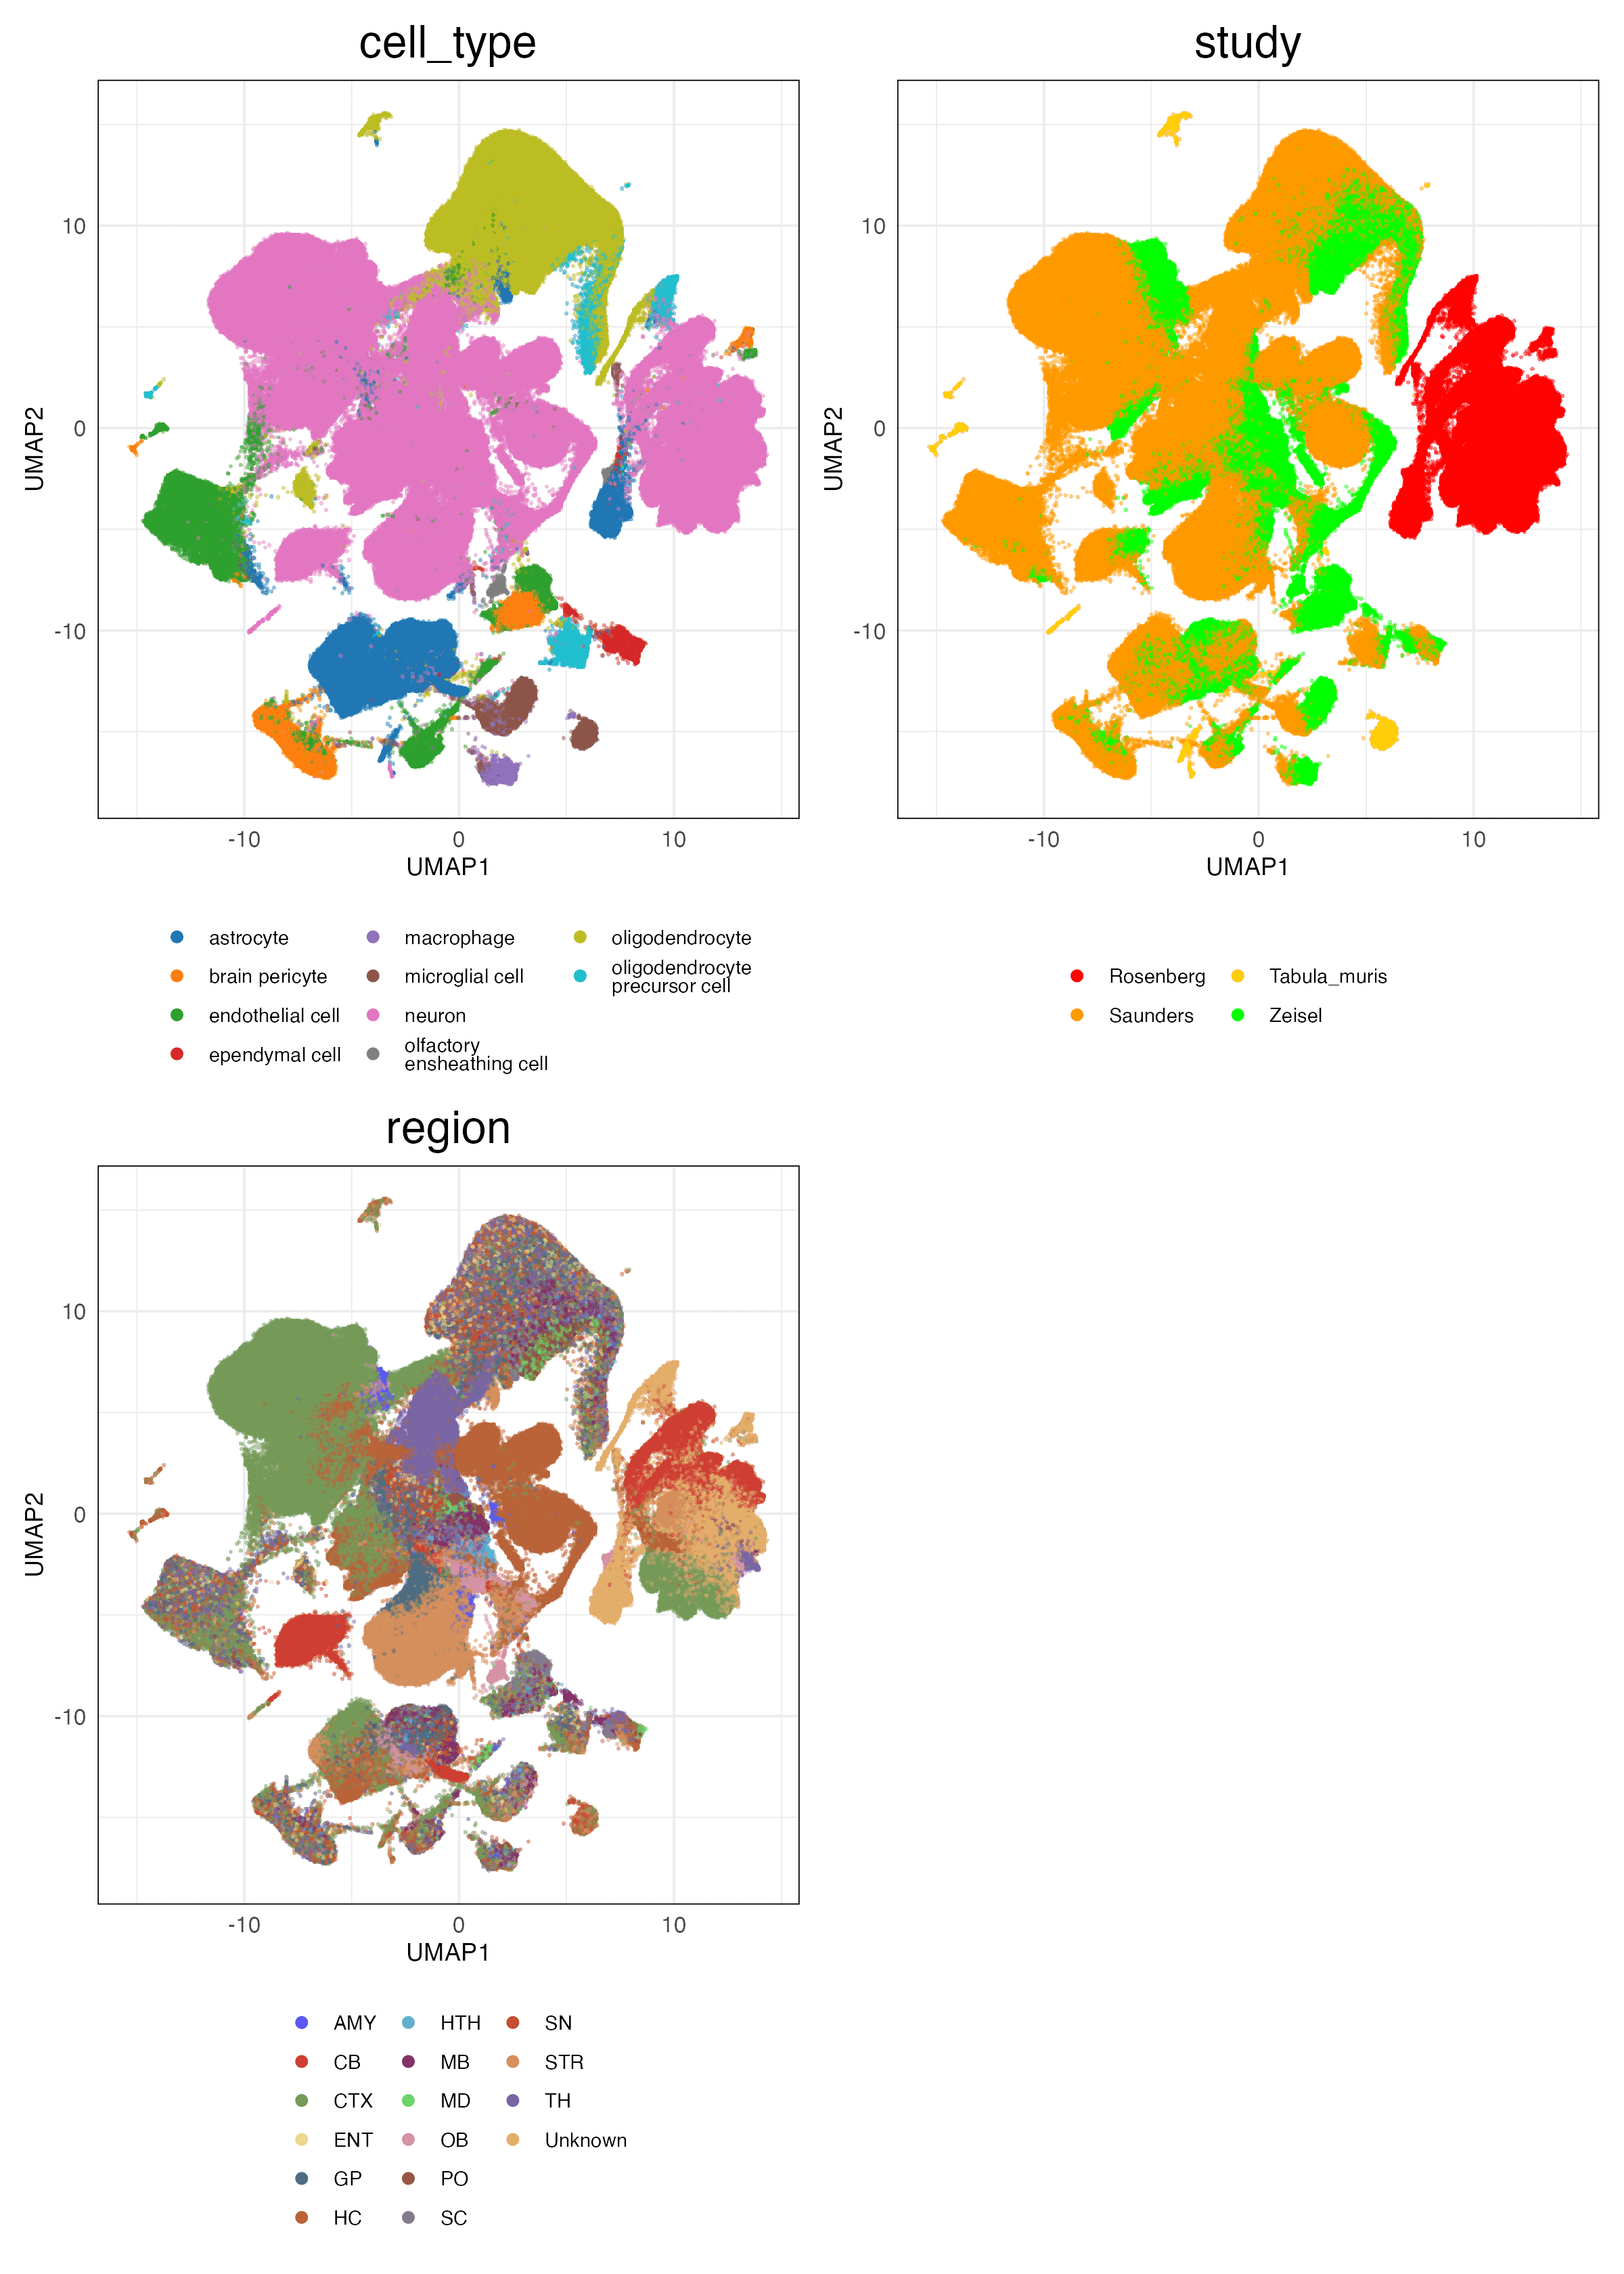 cell_type
study
10
0
-10
UMAP2
-10
0
10
UMAP1
10
0
-10
UMAP2
-10
0
10
UMAP1
astrocyte
brain pericyte
endothelial cell
ependymal cell
macrophage
microglial cell
neuron
olfactory
ensheathing cell
oligodendrocyte
oligodendrocyte
precursor cell
Rosenberg
Saunders
Tabula_muris
Zeisel
region
10
0
-10
UMAP2
-10
0
10
UMAP1
AMY
CB
CTX
ENT
GP
HC
HTH
MB
MD
OB
PO
SC
SN
STR
TH
Unknown